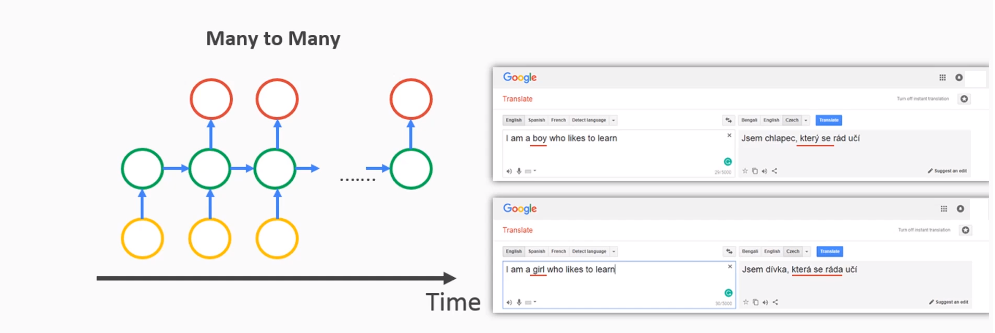 Many to Many
.......
Time
Google
Translate
Turn off instant translation
English Spanish French Detect language
Bengali English Czech Translate
I am a boy who likes to learn
Jsem chlapec, který se rád učí
Suggest an edit
Google
Translate
Turn off instant translation
English Spanish French Detect language
Bengali English Czech Translate
I am a girl who likes to learn
Jsem dívka, která se ráda učí
Suggest an edit